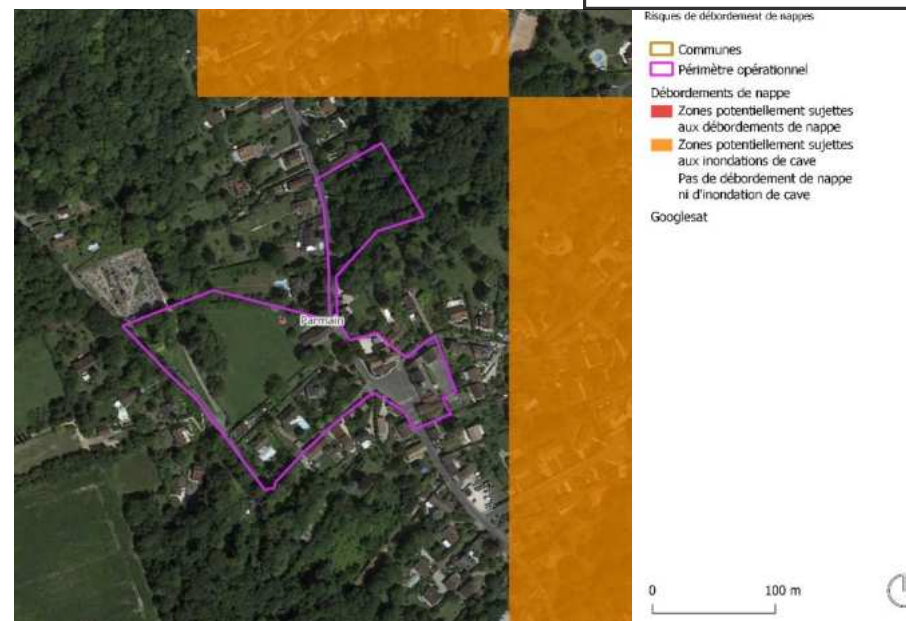 Risques de débordement de nappes
Communes
Périmètre opérationnel
Débordements de nappe
Zones potentiellement sujettes
aux débordements de nappe
Zones potentiellement sujettes
aux inondations de cave
Pas de débordement de nappe
ni d'inondation de cave
Googlesat
Parmain
0 100 m